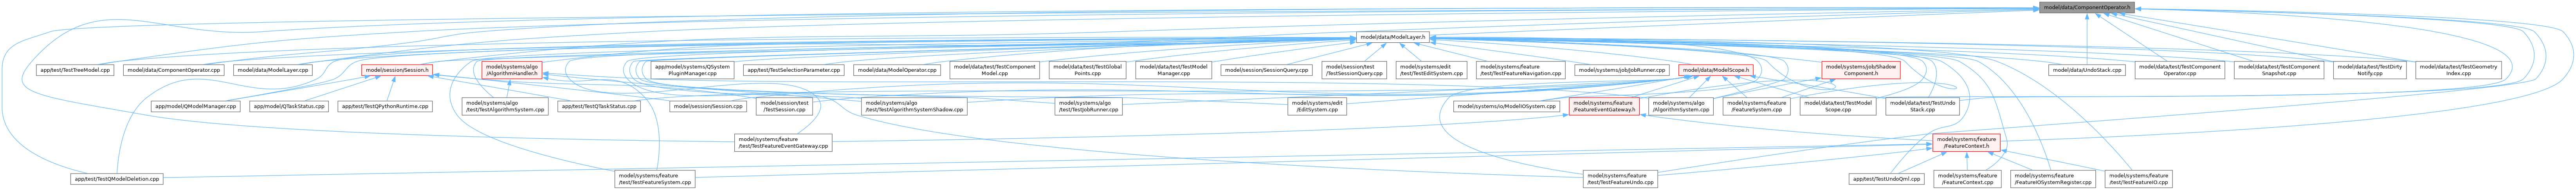 model/data/ComponentOperator.h
model/data/ModelLayer.h
app/test/TestTreeModel.cpp
model/data/ComponentOperator.cpp
model/data/ModelLayer.cpp
model/session/Session.h
model/systems/algo
/AlgorithmHandler.h
app/model/QSystem
PluginManager.cpp
app/test/TestSelectionParameter.cpp
model/data/ModelOperator.cpp
model/data/test/TestComponent
Model.cpp
model/data/test/TestGlobal
Points.cpp
model/data/test/TestModel
Manager.cpp
model/session/SessionQuery.cpp
model/session/test
/TestSessionQuery.cpp
model/systems/edit
/test/TestEditSystem.cpp
model/systems/feature
/test/TestFeatureNavigation.cpp
model/systems/job/JobRunner.cpp
model/data/ModelScope.h
model/systems/job/Shadow
Component.h
model/data/UndoStack.cpp
model/data/test/TestComponent
Operator.cpp
model/data/test/TestComponent
Snapshot.cpp
model/data/test/TestDirty
Notify.cpp
model/data/test/TestGeometry
Index.cpp
app/model/QModelManager.cpp
app/model/QTaskStatus.cpp
app/test/TestQPythonRuntime.cpp
model/systems/algo
/test/TestAlgorithmSystem.cpp
app/test/TestQTaskStatus.cpp
model/session/Session.cpp
model/session/test
/TestSession.cpp
model/systems/algo
/test/TestAlgorithmSystemShadow.cpp
model/systems/algo
/test/TestJobRunner.cpp
model/systems/edit
/EditSystem.cpp
model/systems/io/ModelIOSystem.cpp
model/systems/feature
/FeatureEventGateway.h
model/systems/algo
/AlgorithmSystem.cpp
model/systems/feature
/FeatureSystem.cpp
model/data/test/TestModel
Scope.cpp
model/data/test/TestUndo
Stack.cpp
model/systems/feature
/test/TestFeatureEventGateway.cpp
model/systems/feature
/FeatureContext.h
app/test/TestQModelDeletion.cpp
model/systems/feature
/test/TestFeatureSystem.cpp
model/systems/feature
/test/TestFeatureUndo.cpp
app/test/TestUndoQml.cpp
model/systems/feature
/FeatureContext.cpp
model/systems/feature
/FeatureIOSystemRegister.cpp
model/systems/feature
/test/TestFeatureIO.cpp